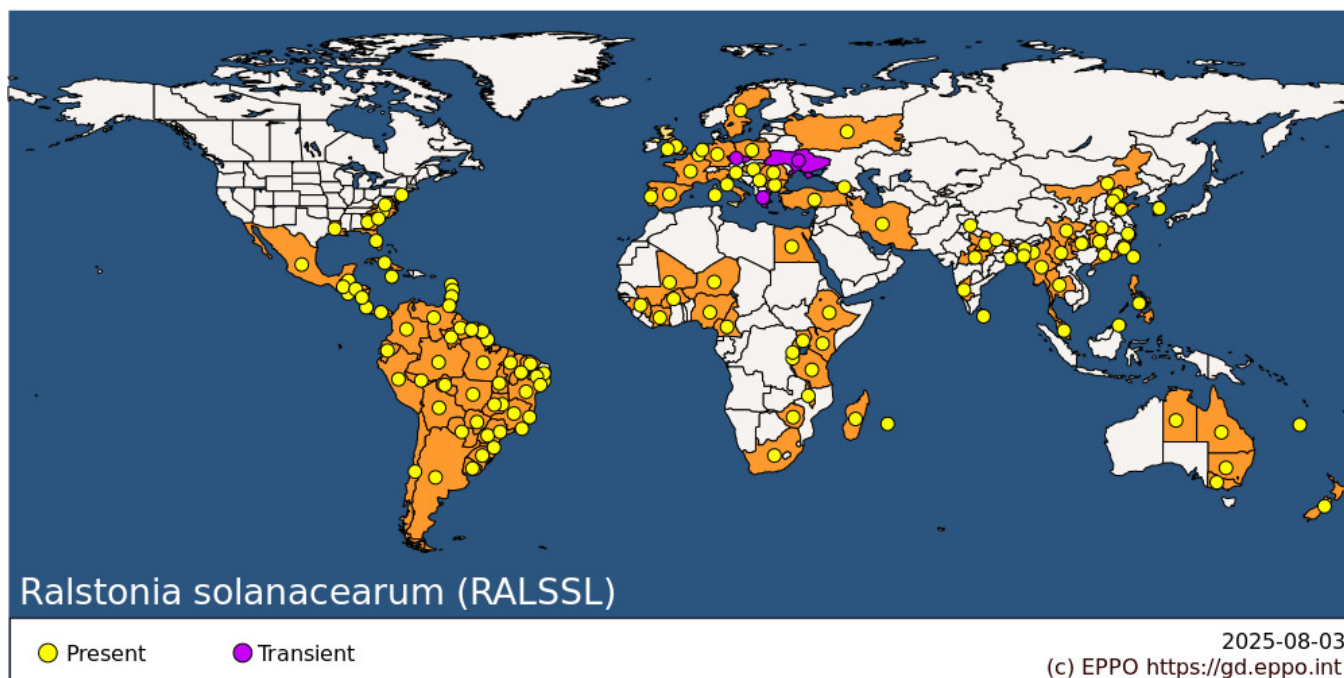 Ralstonia solanacearum (RALSSL)
Present
Transient
2025-08-03
(c) EPPO https://gd.eppo.int